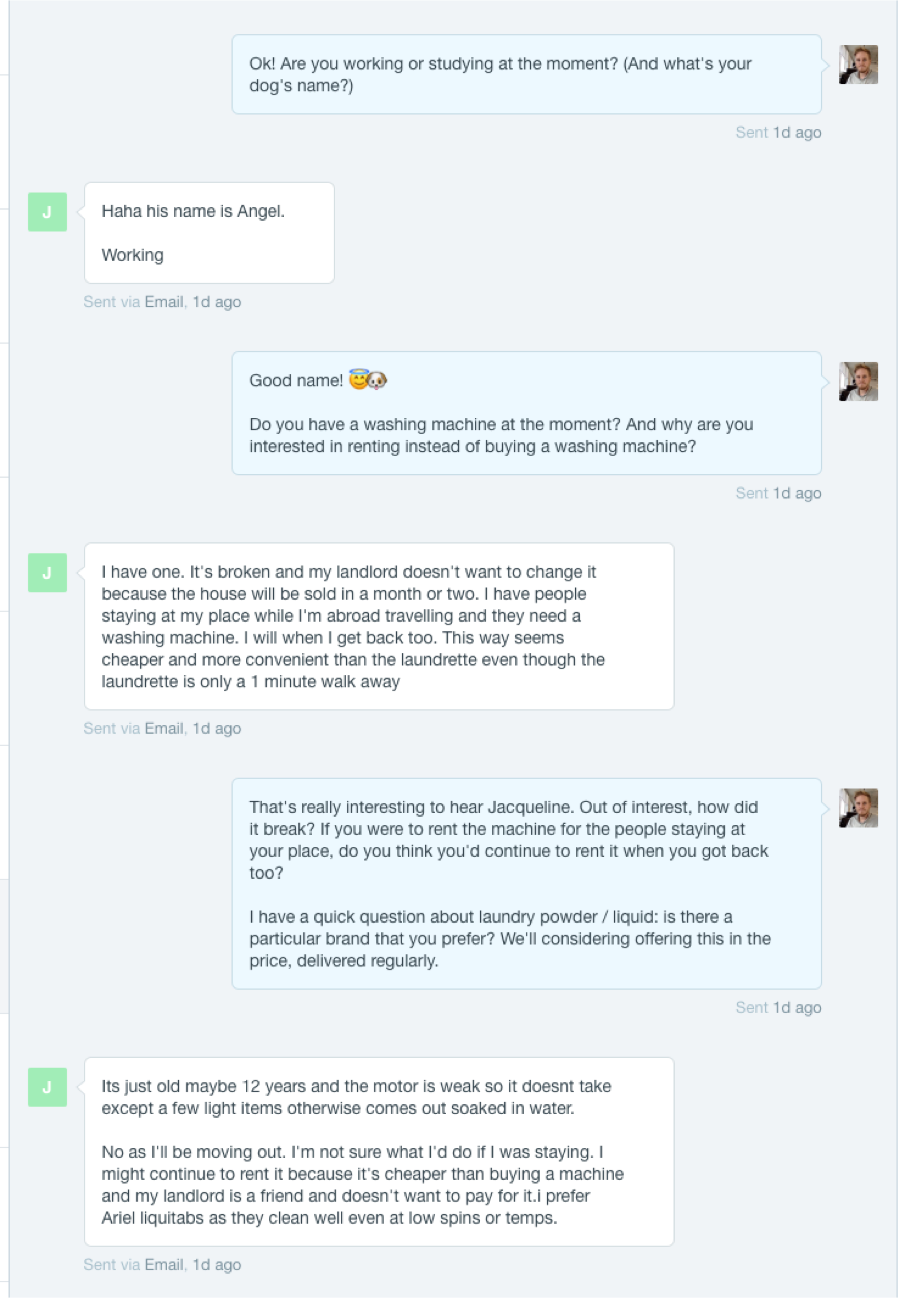 Ok! Are you working or studying at the moment? (And what's your
dog's name?)
Sent 1d ago
J
Haha his name is Angel.
Working
Sent via Email, 1d ago
Good name! 😇🐶
Do you have a washing machine at the moment? And why are you
interested in renting instead of buying a washing machine?
Sent 1d ago
J
I have one. It's broken and my landlord doesn't want to change it
because the house will be sold in a month or two. I have people
staying at my place while I'm abroad travelling and they need a
washing machine. I will when I get back too. This way seems
cheaper and more convenient than the laundrette even though the
laundrette is only a 1 minute walk away
Sent via Email, 1d ago
That's really interesting to hear Jacqueline. Out of interest, how did
it break? If you were to rent the machine for the people staying at
your place, do you think you'd continue to rent it when you got back
too?
I have a quick question about laundry powder / liquid: is there a
particular brand that you prefer? We'll considering offering this in the
price, delivered regularly.
Sent 1d ago
J
Its just old maybe 12 years and the motor is weak so it doesnt take
except a few light items otherwise comes out soaked in water.
No as I'll be moving out. I'm not sure what I'd do if I was staying. I
might continue to rent it because it's cheaper than buying a machine
and my landlord is a friend and doesn't want to pay for it.i prefer
Ariel liquitabs as they clean well even at low spins or temps.
Sent via Email, 1d ago